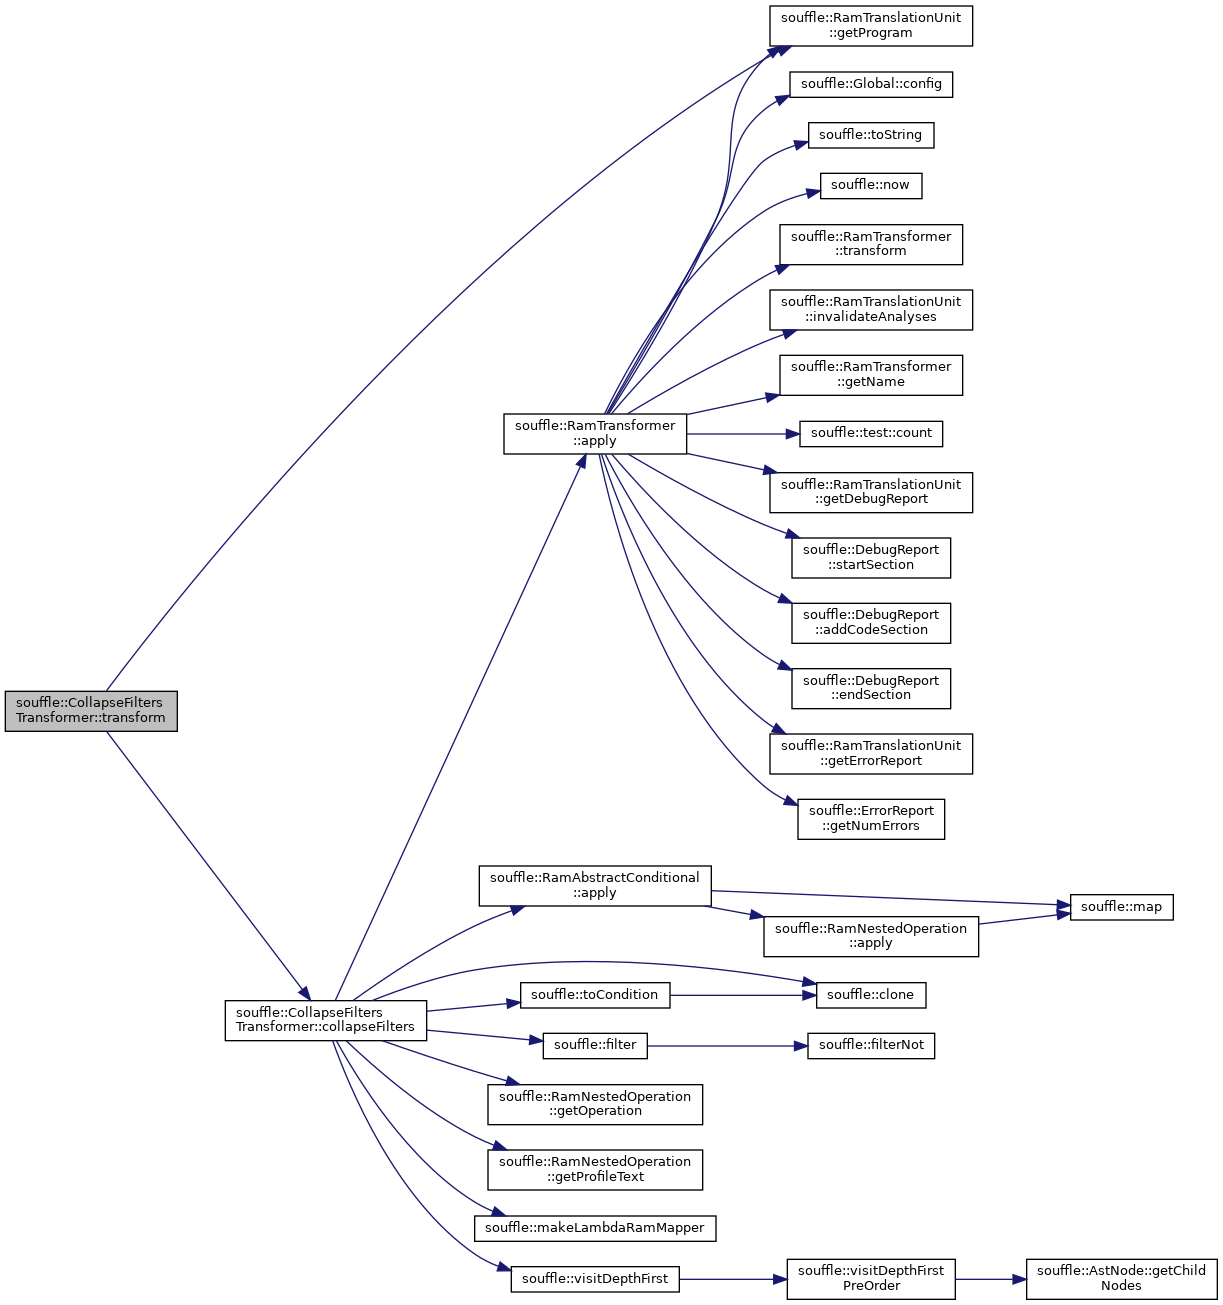 souffle::RamTranslationUnit
::getProgram
souffle::Global::config
souffle::toString
souffle::now
souffle::RamTransformer
::transform
souffle::RamTranslationUnit
::invalidateAnalyses
souffle::RamTransformer
::getName
souffle::RamTransformer
::apply
souffle::test::count
souffle::RamTranslationUnit
::getDebugReport
souffle::DebugReport
::startSection
souffle::DebugReport
::addCodeSection
souffle::DebugReport
::endSection
souffle::CollapseFilters
Transformer::transform
souffle::RamTranslationUnit
::getErrorReport
souffle::ErrorReport
::getNumErrors
souffle::RamAbstractConditional
::apply
souffle::map
souffle::RamNestedOperation
::apply
souffle::toCondition
souffle::clone
souffle::CollapseFilters
Transformer::collapseFilters
souffle::filter
souffle::filterNot
souffle::RamNestedOperation
::getOperation
souffle::RamNestedOperation
::getProfileText
souffle::makeLambdaRamMapper
souffle::visitDepthFirst
souffle::visitDepthFirst
PreOrder
souffle::AstNode::getChild
Nodes